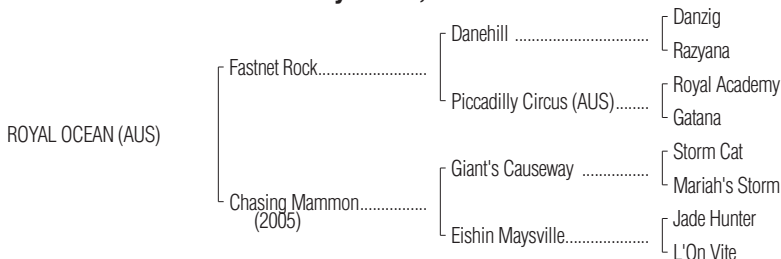 Danzig
Danehill ........................................
Razyana
Fastnet Rock..........................
Royal Academy
Piccadilly Circus (AUS)........
Gatana
ROYAL OCEAN (AUS)
Storm Cat
Giant's Causeway ................
Mariah's Storm
Chasing Mammon................
(2005)
Jade Hunter
Eishin Maysville....................
L'On Vite